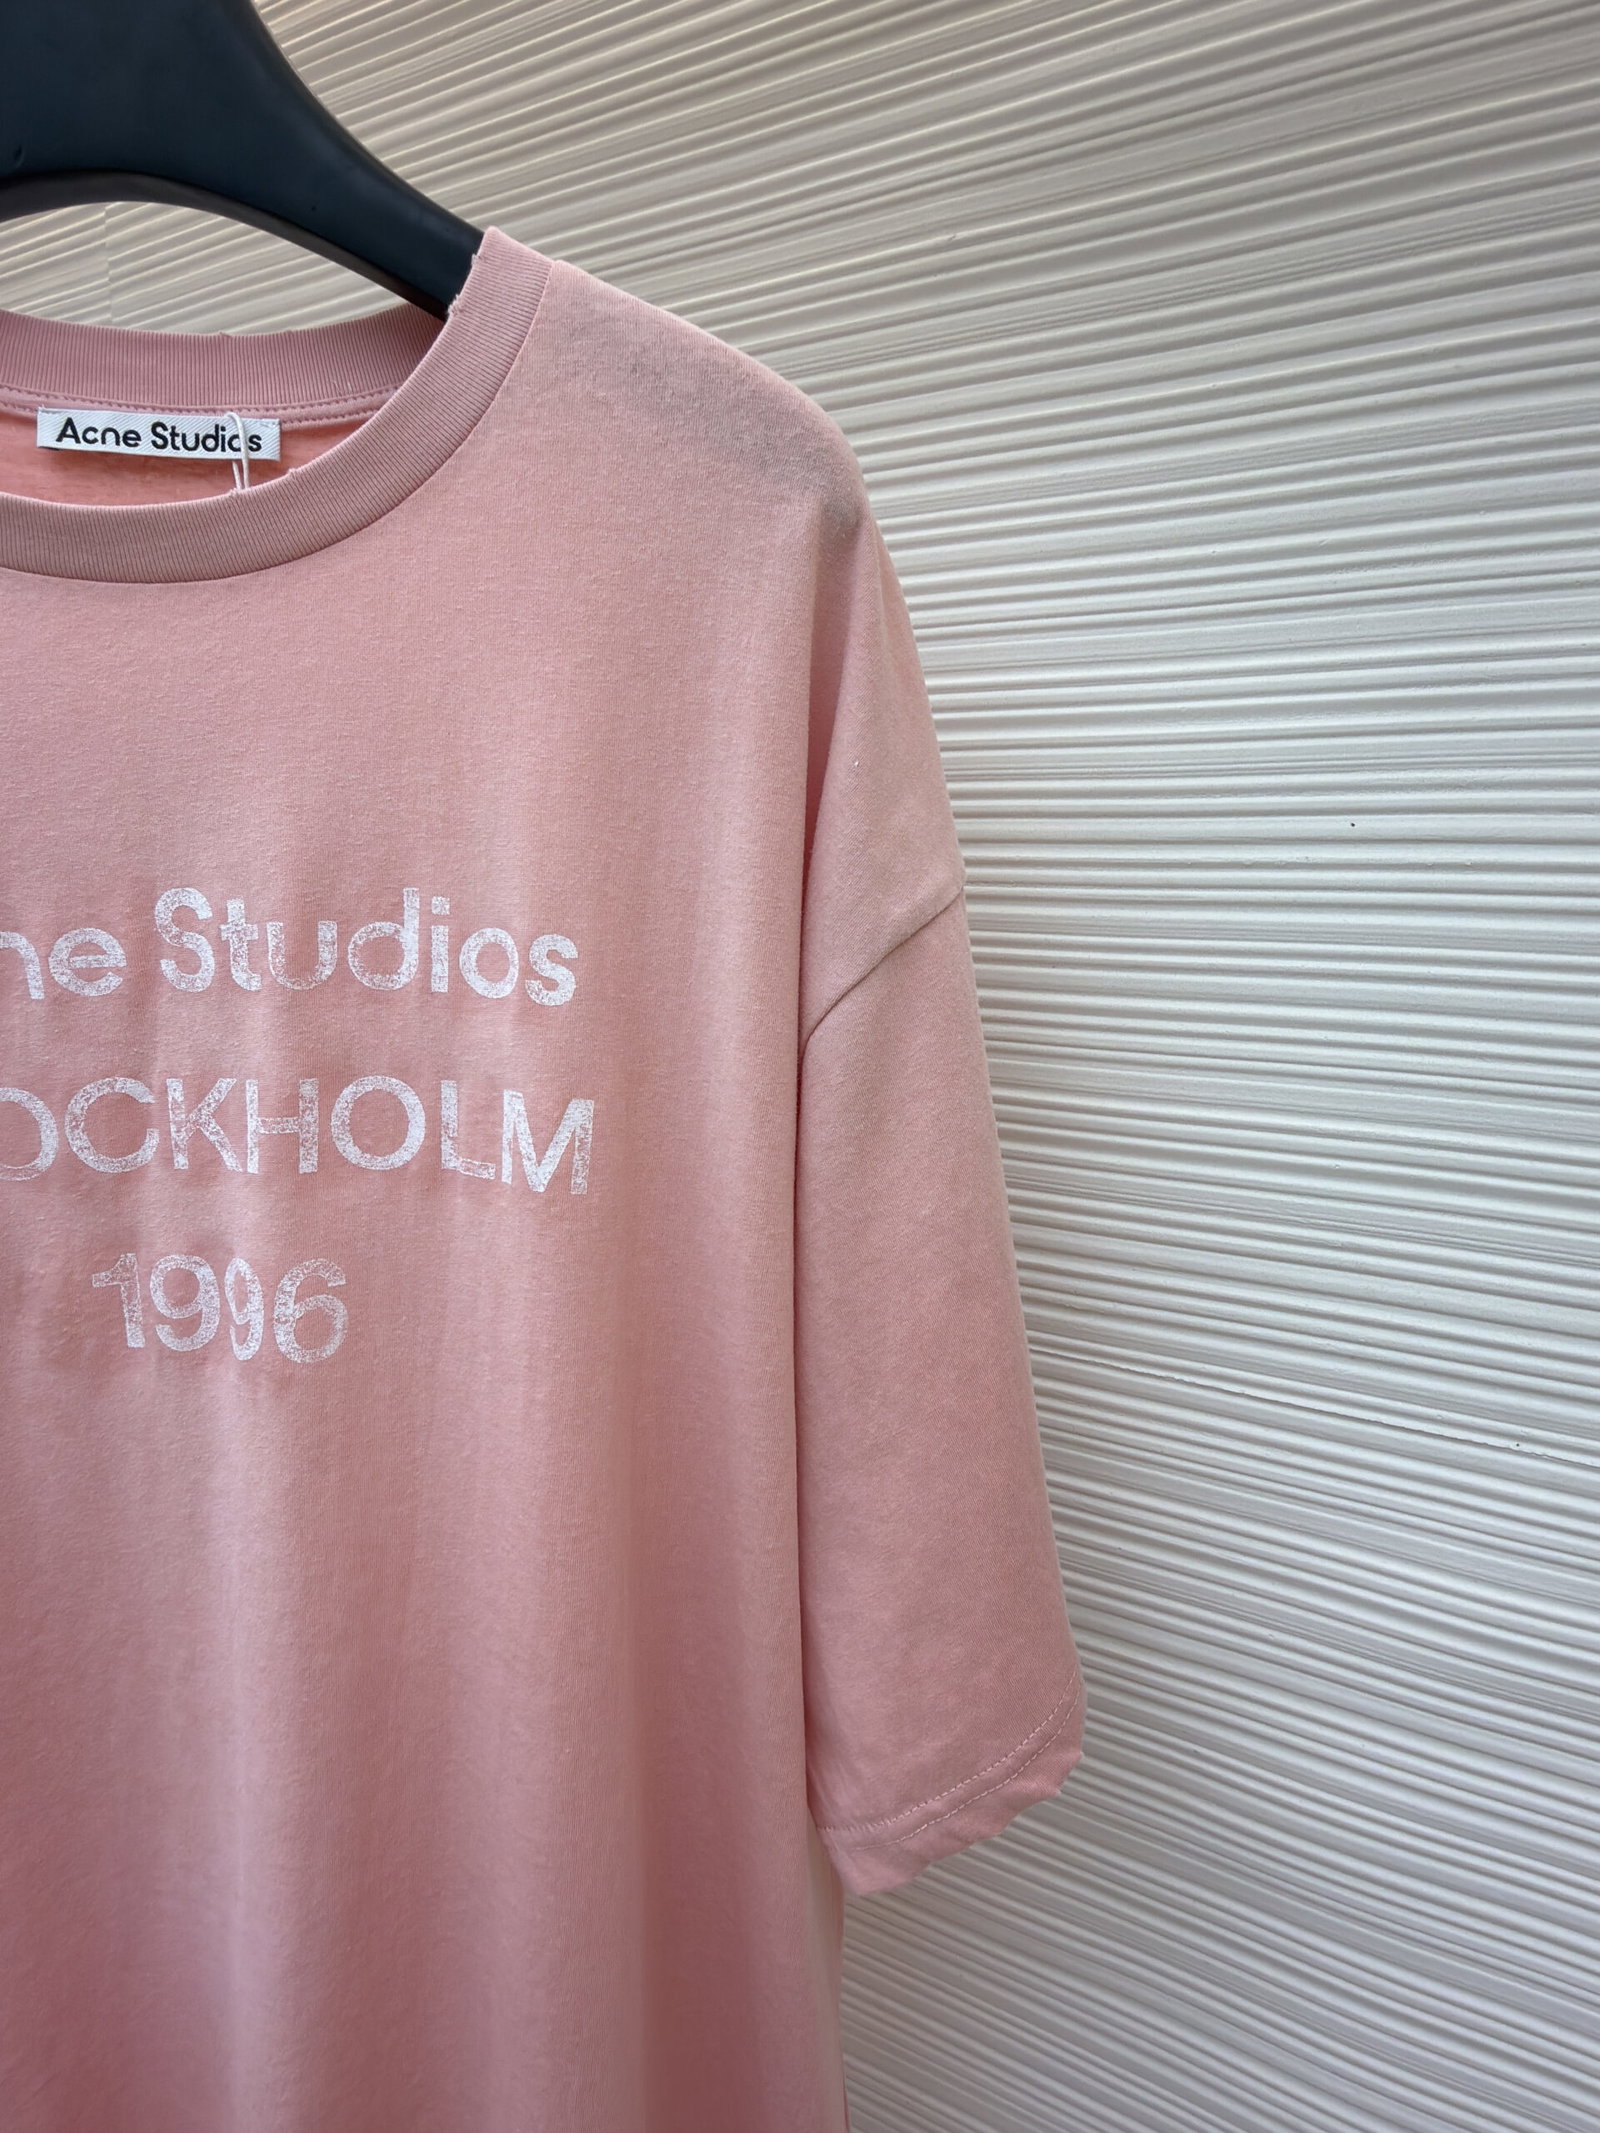 Acne Studios
ne Studios
OCKHOLM
1996